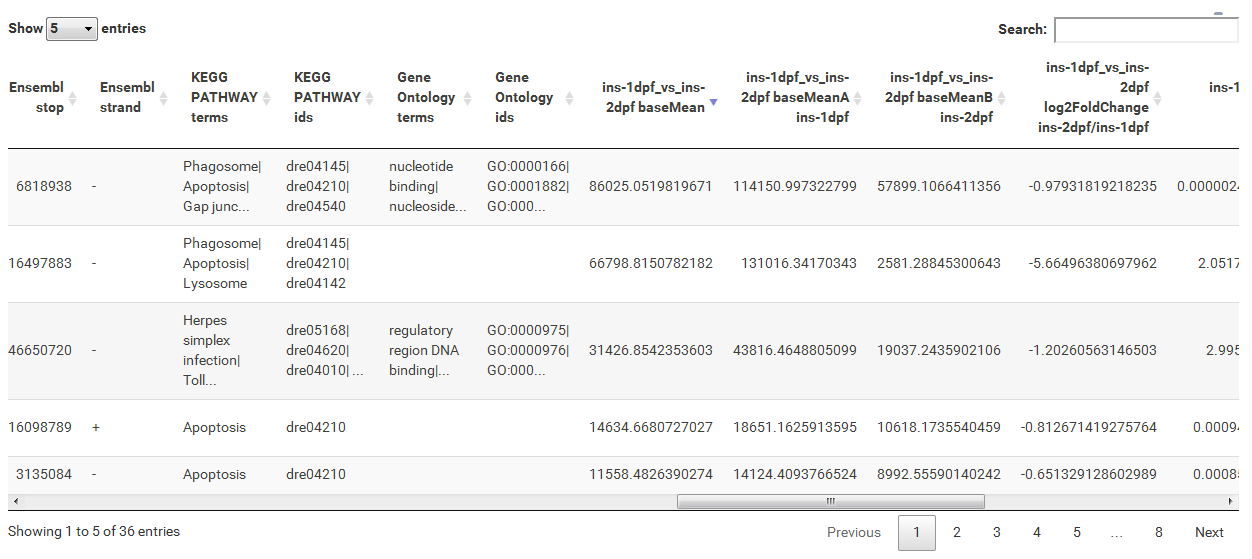 Show 5 entries
Search:
Ensembl stop
Ensembl strand
KEGG PATHWAY terms
KEGG PATHWAY ids
Gene Ontology terms
Gene Ontology ids
ins-1dpf_vs_ins-2dpf baseMean
ins-1dpf_vs_ins-2dpf baseMeanA ins-1dpf
ins-1dpf_vs_ins-2dpf baseMeanB ins-2dpf
ins-1dpf_vs_ins-2dpf log2FoldChange ins-2dpf/ins-1dpf
ins-1
6818938 - Phagosome| Apoptosis| Gap junc... dre04145| dre04210| dre04540 nucleotide binding| nucleoside... GO:0000166| GO:0001882| GO:000... 86025.0519819671 114150.997322799 57899.1066411356 -0.97931819218235 0.0000024
16497883 - Phagosome| Apoptosis| Lysosome dre04145| dre04210| dre04142 66798.8150782182 131016.34170343 2581.28845300643 -5.66496380697962 2.0517
46650720 - Herpes simplex infection| Toll... dre05168| dre04620| dre04010| ... regulatory region DNA binding|... GO:0000975| GO:0000976| GO:000... 31426.8542353603 43816.4648805099 19037.2435902106 -1.20260563146503 2.995
16098789 + Apoptosis dre04210 14634.6680727027 18651.1625913595 10618.1735540459 -0.812671419275764 0.00094
3135084 - Apoptosis dre04210 11558.4826390274 14124.4093766524 8992.55590140242 -0.651329128602989 0.00085
Showing 1 to 5 of 36 entries
Previous 1 2 3 4 5 ... 8 Next